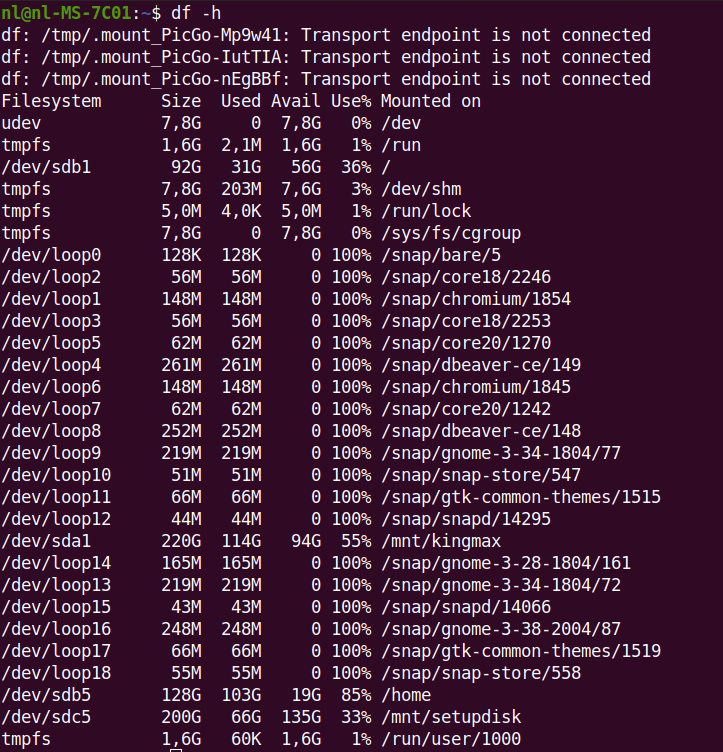 nl@nl-MS-7C01:~$ df -h
df: /tmp/.mount_PicGo-Mp9w41: Transport endpoint is not connected
df: /tmp/.mount_PicGo-IutTIA: Transport endpoint is not connected
df: /tmp/.mount_PicGo-nEgBBf: Transport endpoint is not connected
Filesystem      Size  Used Avail Use% Mounted on
udev            7,8G     0  7,8G   0% /dev
tmpfs           1,6G  2,1M  1,6G   1% /run
/dev/sdb1        92G   31G   56G  36% /
tmpfs           7,8G  203M  7,6G   3% /dev/shm
tmpfs           5,0M  4,0K  5,0M   1% /run/lock
tmpfs           7,8G     0  7,8G   0% /sys/fs/cgroup
/dev/loop0      128K  128K     0 100% /snap/bare/5
/dev/loop2       56M   56M     0 100% /snap/core18/2246
/dev/loop1      148M  148M     0 100% /snap/chromium/1854
/dev/loop3       56M   56M     0 100% /snap/core18/2253
/dev/loop5       62M   62M     0 100% /snap/core20/1270
/dev/loop4      261M  261M     0 100% /snap/dbeaver-ce/149
/dev/loop6      148M  148M     0 100% /snap/chromium/1845
/dev/loop7       62M   62M     0 100% /snap/core20/1242
/dev/loop8      252M  252M     0 100% /snap/dbeaver-ce/148
/dev/loop9      219M  219M     0 100% /snap/gnome-3-34-1804/77
/dev/loop10      51M   51M     0 100% /snap/snap-store/547
/dev/loop11      66M   66M     0 100% /snap/gtk-common-themes/1515
/dev/loop12      44M   44M     0 100% /snap/snapd/14295
/dev/sda1       220G  114G   94G  55% /mnt/kingmax
/dev/loop14     165M  165M     0 100% /snap/gnome-3-28-1804/161
/dev/loop13     219M  219M     0 100% /snap/gnome-3-34-1804/72
/dev/loop15      43M   43M     0 100% /snap/snapd/14066
/dev/loop16     248M  248M     0 100% /snap/gnome-3-38-2004/87
/dev/loop17      66M   66M     0 100% /snap/gtk-common-themes/1519
/dev/loop18      55M   55M     0 100% /snap/snap-store/558
/dev/sdb5       128G  103G   19G  85% /home
/dev/sdc5       200G   66G  135G  33% /mnt/setupdisk
tmpfs           1,6G   60K  1,6G   1% /run/user/1000